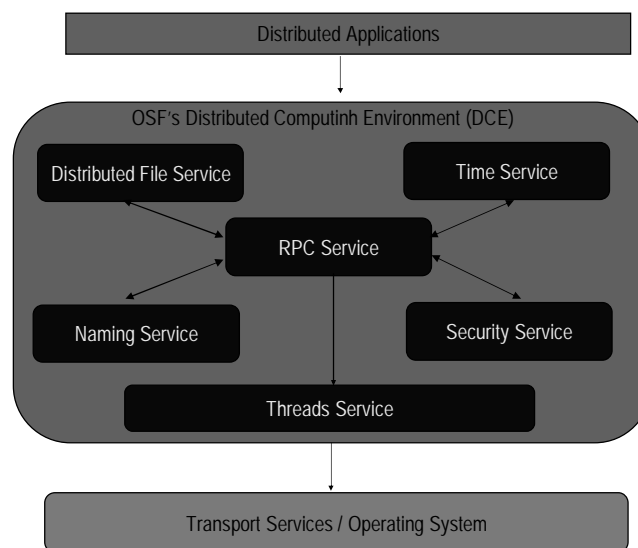 Distributed Applications
OSF's Distributed Computinh Environment (DCE)
Distributed File Service
Time Service
RPC Service
Naming Service
Security Service
Threads Service
Transport Services / Operating System